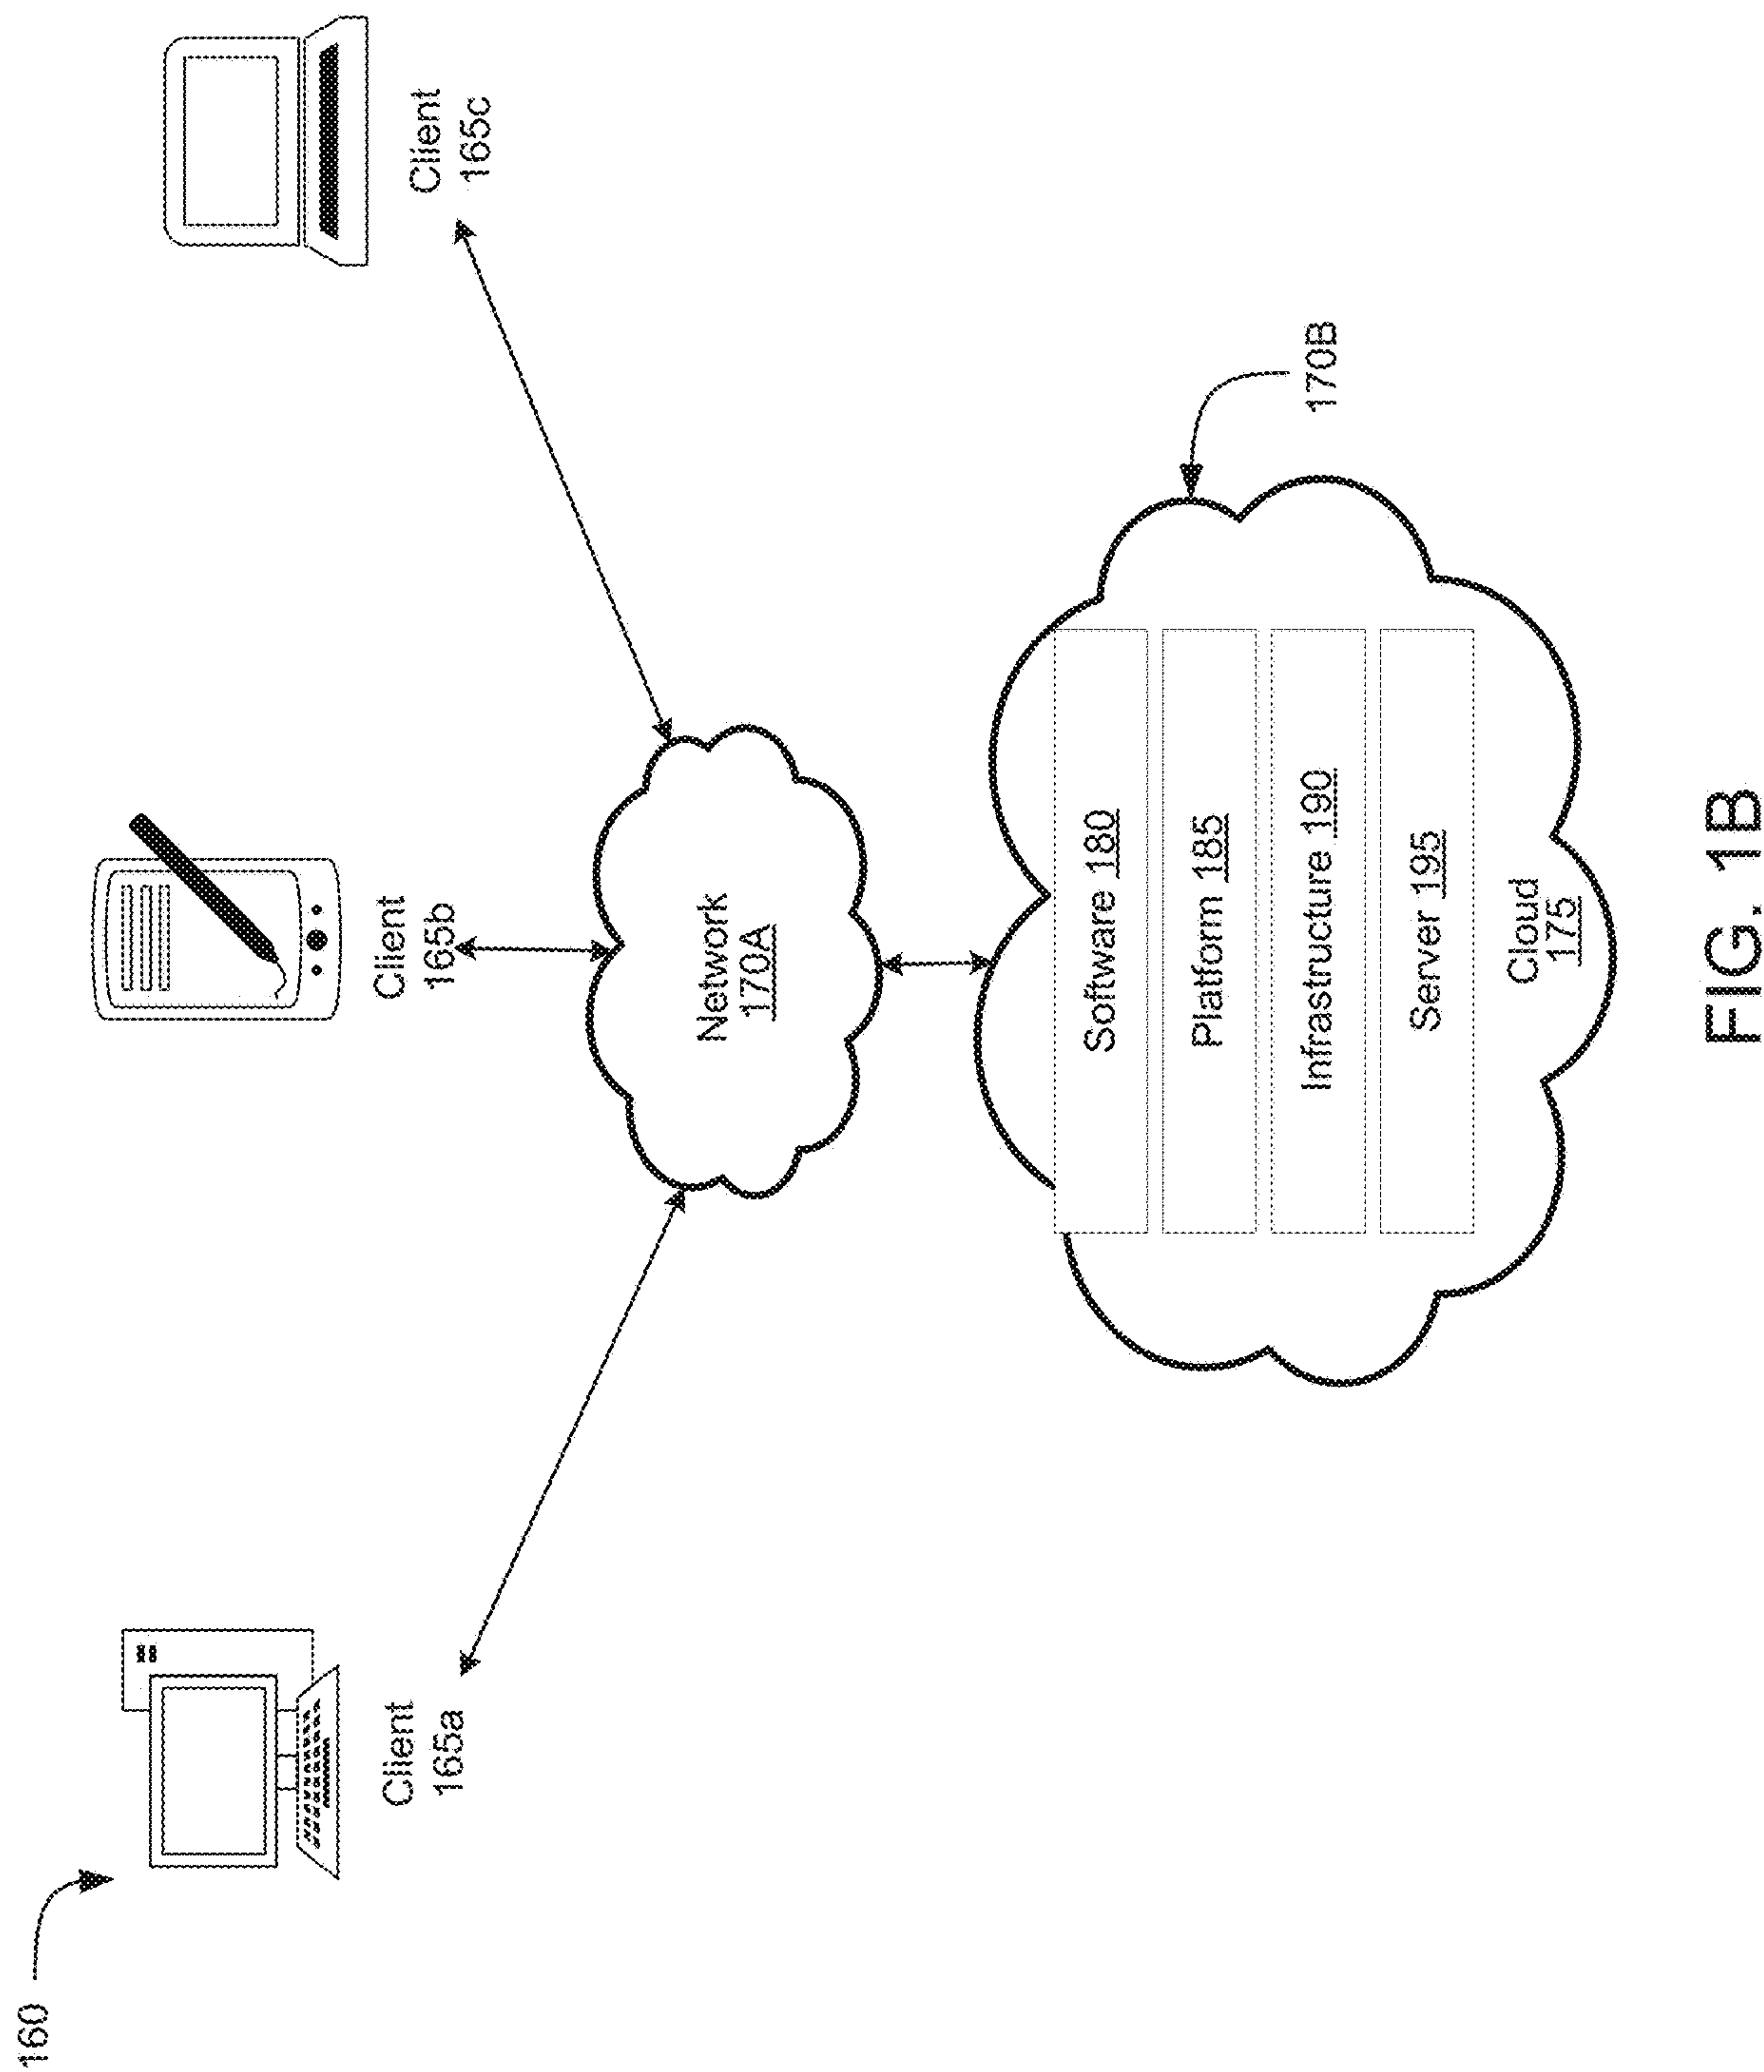 160
Client
165a
Client
165b
Client
165c
Network
170A
170B
Software 180
Platform 185
Infrastructure 190
Server 195
Cloud
175
FIG. 1B